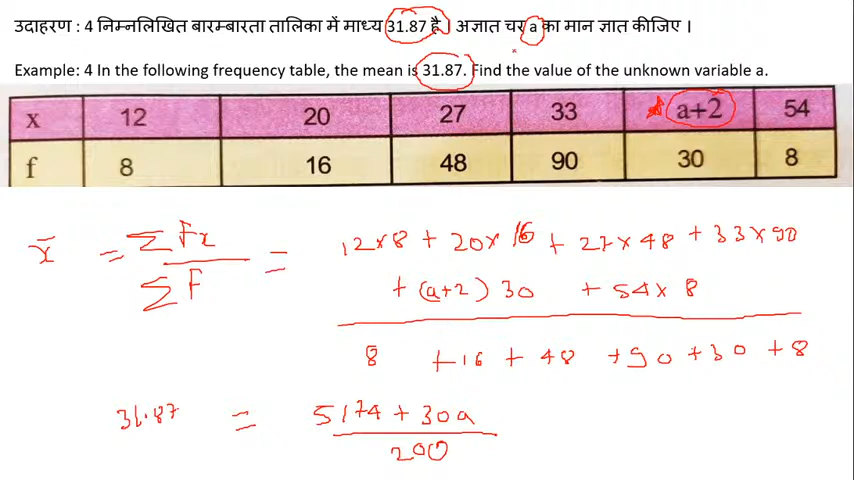 उदाहरण : 4 निम्नलिखित बारम्बारता तालिका में माध्य 31.87 है । अज्ञात चर a का मान ज्ञात कीजिए ।
Example: 4 In the following frequency table, the mean is 31.87. Find the value of the unknown variable a.
x 12 20 27 33 a+2 54
f 8 16 48 90 30 8
x̄ = ΣFx / ΣF = 12×8 + 20×16 + 27×48 + 33×90
+ (a+2) 30 + 54×8
8 + 16 + 48 + 90 + 30 + 8
31.87 = 5174 + 30a
200